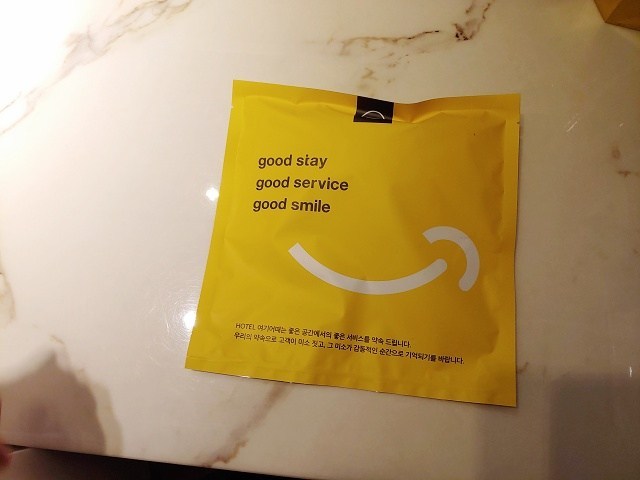 good stay
good service
good smile
HOTEL 여기어때는 좋은 공간에서의 좋은 서비스를 약속 드립니다.
우리의 약속으로 고객이 미소 짓고, 그 미소가 감동적인 순간으로 기억되기를 바랍니다.